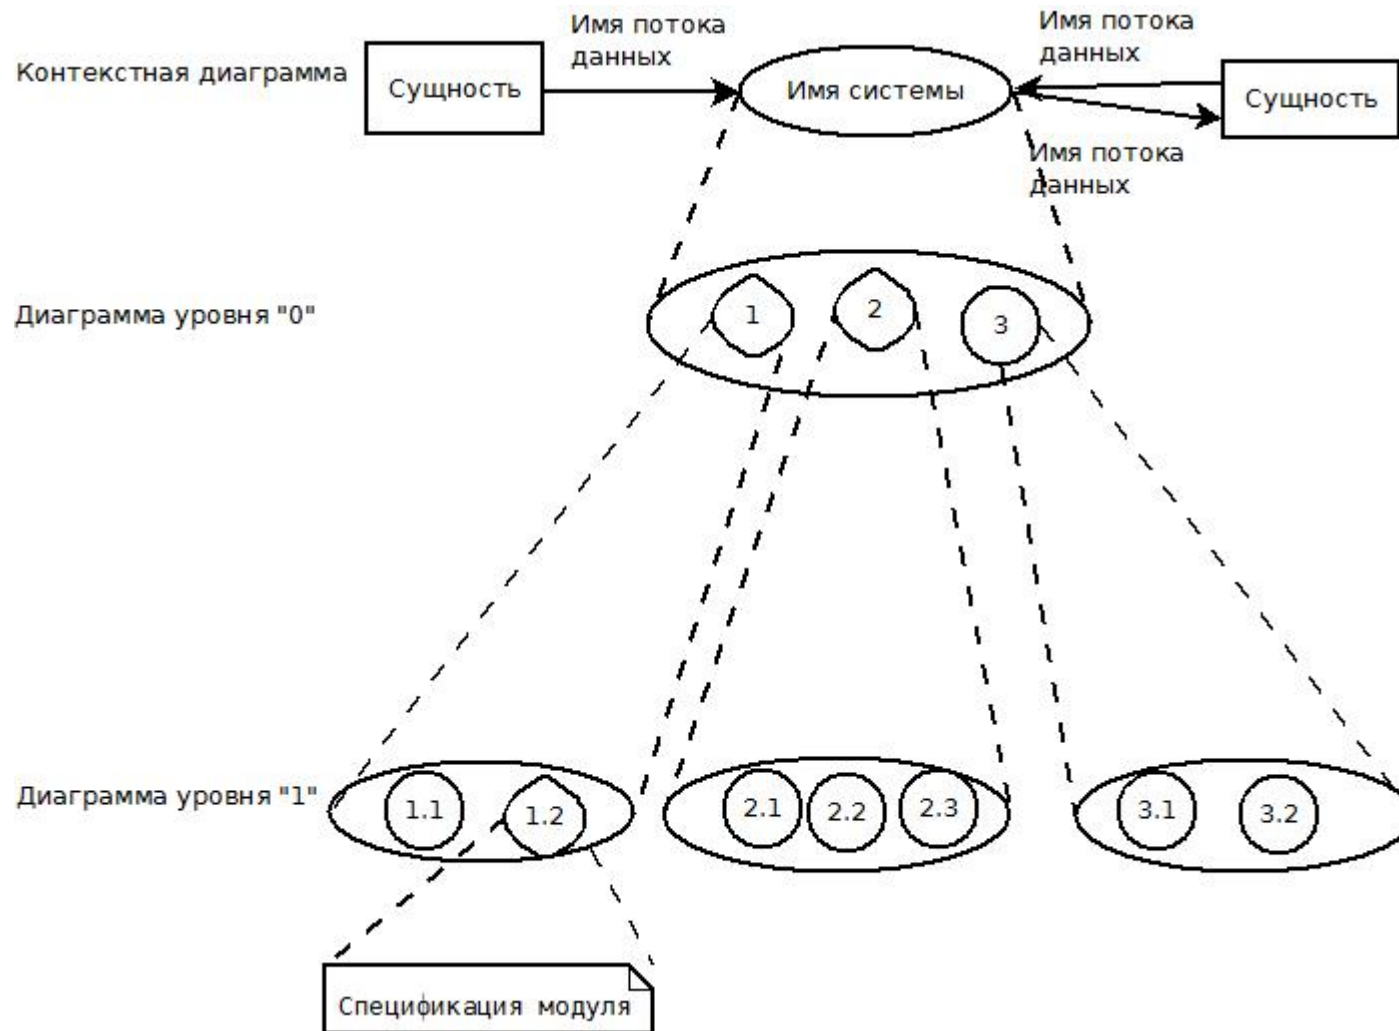 Контекстная диаграмма
Сущность
Имя потока
данных
Имя системы
Имя потока
данных
Сущность
Имя потока
данных
Диаграмма уровня "0"
1
2
3
Диаграмма уровня "1"
1.1
1.2
2.1
2.2
2.3
3.1
3.2
Спецификация модуля